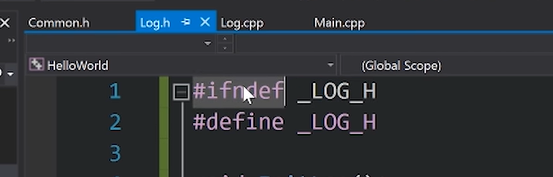 Common.h Log.h Log.cpp Main.cpp
HelloWorld (Global Scope)
1 #ifndef _LOG_H
2 #define _LOG_H
3